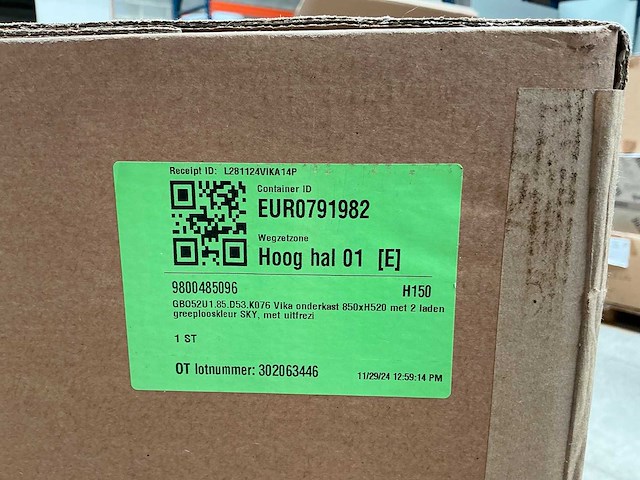 Receipt ID: L281124VIKA14P
Container ID
EUR0791982
Wegzetzone
Hoog hal 01 [E]
9800485096 H150
GBO52U1.85.D53.K076 Vika onderkast 850xH520 met 2 laden
greeplooskleur SKY, met uitfrezi
1 ST
OT lotnummer: 302063446 11/29/24 12:59:14 PM